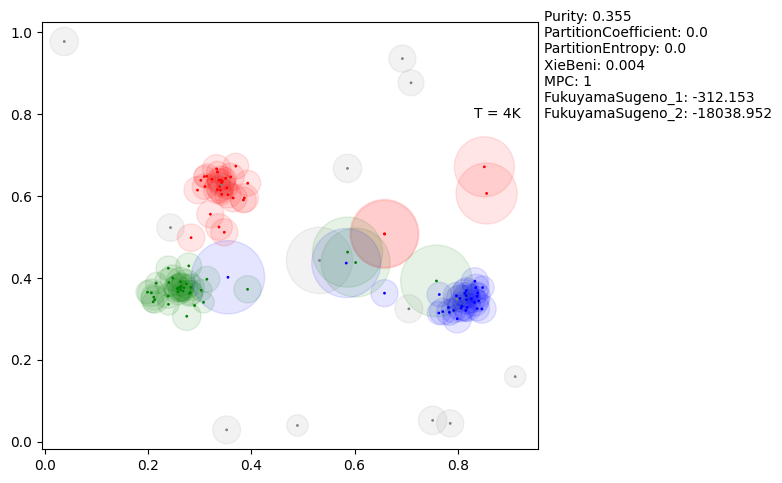 Purity: 0.355
PartitionCoefficient: 0.0
PartitionEntropy: 0.0
XieBeni: 0.004
MPC: 1
FukuyamaSugeno_1: -312.153
FukuyamaSugeno_2: -18038.952
T = 4K
1.0
0.8
0.6
0.4
0.2
0.0
0.0 0.2 0.4 0.6 0.8